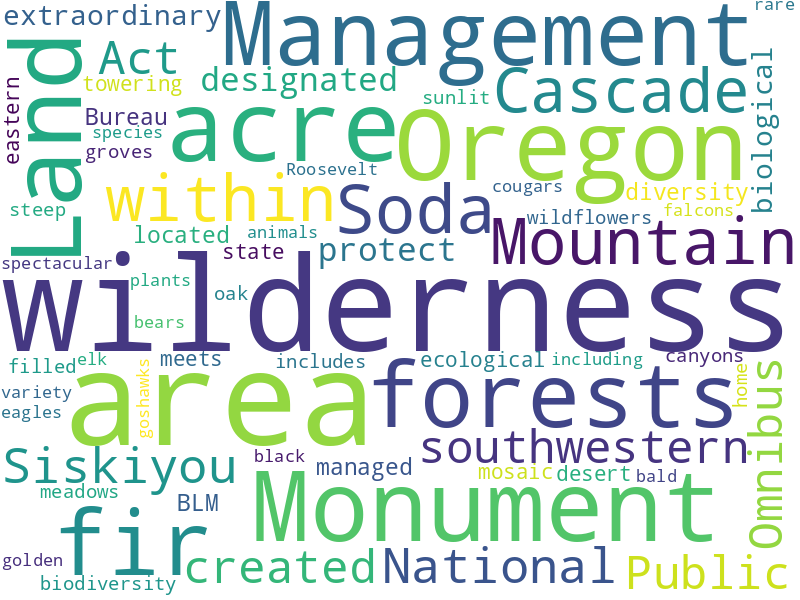 extraordinary
Management
rare
Land
Act
towering
designated
Cascade
biological
eastern
Bureau
species
groves
acre
sunlit
Oregon
Roosevelt
within
Soda
cougars
diversity
steep
located
animals
wildflowers
falcons
state
protect
Mountain
spectacular
wilderness
plants
oak
bears
filled
elk
goshawks
meets
includes
ecological
including
canyons
home
variety
eagles
area
forests
Omnibus
southwestern
Siskiyou
black
managed
mosaic
desert
bald
meadows
BLM
Monument
fir
golden
biodiversity
created
National
Public